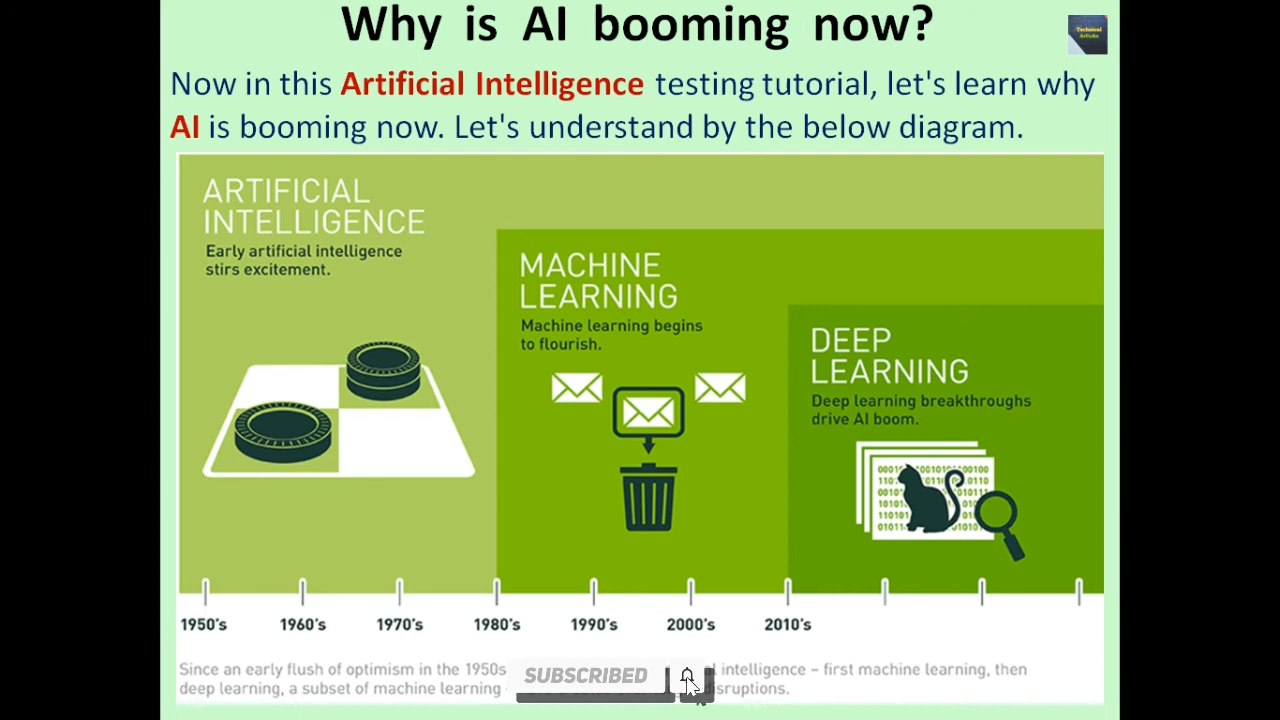 Why is AI booming now?
Technical
Now in this Artificial Intelligence testing tutorial, let's learn why
AI is booming now. Let's understand by the below diagram.
ARTIFICIAL
INTELLIGENCE
Early artificial intelligence
stirs excitement.
MACHINE
LEARNING
Machine learning begins
to flourish.
DEEP
LEARNING
Deep learning breakthroughs
drive AI boom.
1950's 1960's 1970's 1980's 1990's 2000's 2010's
Since an early flush of optimism in the 1950s intelligence – first machine learning, then
deep learning, a subset of machine learning disruptions.
SUBSCRIBED